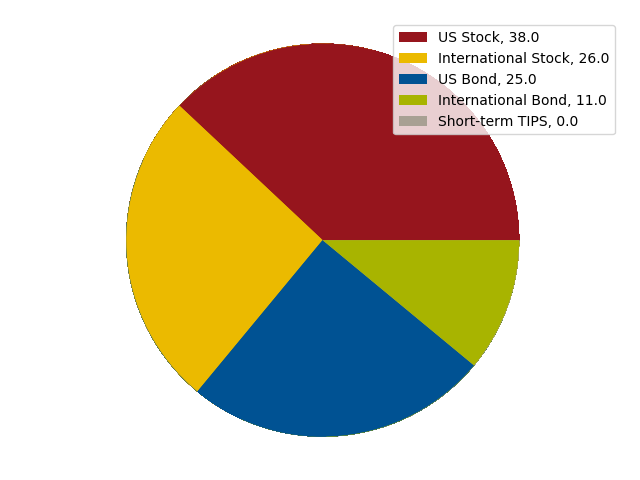 US Stock, 38.0
International Stock, 26.0
US Bond, 25.0
International Bond, 11.0
Short-term TIPS, 0.0